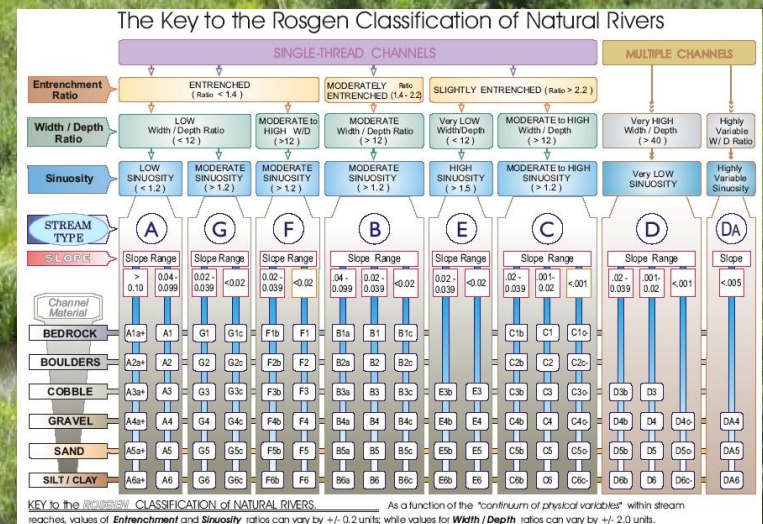 The Key to the Rosgen Classification of Natural Rivers
SINGLE-THREAD CHANNELS MULTIPLE CHANNELS
Entrenchment Ratio
ENTRENCHED (Ratio < 1.4)
MODERATELY ENTRENCHED Ratio (1.4 - 2.2)
SLIGHTLY ENTRENCHED (Ratio > 2.2)
Width / Depth Ratio
LOW Width / Depth Ratio (< 12)
MODERATE to HIGH W/D (>12)
MODERATE Width / Depth Ratio (> 12)
Very LOW Width/Depth (< 12)
MODERATE to HIGH Width / Depth (> 12)
Very HIGH Width / Depth (> 40)
Highly Variable W/D Ratio
Sinuosity
LOW SINUOSITY (< 1.2)
MODERATE SINUOSITY (> 1.2)
MODERATE SINUOSITY (> 1.2)
MODERATE SINUOSITY (> 1.2)
HIGH SINUOSITY (> 1.5)
MODERATE to HIGH SINUOSITY (> 1.2)
Very LOW SINUOSITY
Highly Variable Sinuosity
STREAM TYPE A G F B E C D DA
SLOPE Slope Range Slope Range Slope Range Slope Range Slope Range Slope Range Slope Range Slope
> 0.10 0.04 - 0.099 0.02 - 0.039 <0.02 0.02 - 0.039 <0.02 .04 - 0.099 0.02 - 0.039 <0.02 0.02 - 0.039 <0.02 .02 - 0.039 .001- 0.02 <.001 .02 - 0.039 .001- 0.02 <.001 <.005
Channel Material
BEDROCK A1a+ A1 G1 G1c F1b F1 B1a B1 B1c C1b C1 C1c-
BOULDERS A2a+ A2 G2 G2c F2b F2 B2a B2 B2c C2b C2 C2c-
COBBLE A3a+ A3 G3 G3c F3b F3 B3a B3 B3c E3b E3 C3b C3 C3c- D3b D3
GRAVEL A4a+ A4 G4 G4c F4b F4 B4a B4 B4c E4b E4 C4b C4 C4c- D4b D4 D4c- DA4
SAND A5a+ A5 G5 G5c F5b F5 B5a B5 B5c E5b E5 C5b C5 C5c- D5b D5 D5c- DA5
SILT / CLAY A6a+ A6 G6 G6c F6b F6 B6a B6 B6c E6b E6 C6b C6 C6c- D6b D6 D6c- DA6
KEY to the ROSGEN CLASSIFICATION OF NATURAL RIVERS. As a function of the "continuum of physical variables" within stream
reaches, values of Entrenchment and Sinuosity ratios can vary by +/- 0.2 units; while values for Width / Depth ratios can vary by +/- 2.0 units.